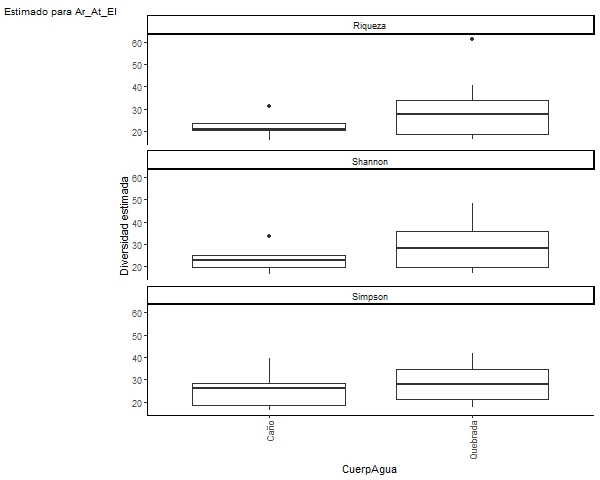 Estimado para Ar_At_El
Riqueza
60
50
40
30
20
Shannon
60
50
40
30
20
Simpson
60
50
40
30
20
Diversidad estimada
Caño
Quebrada
CuerpAgua